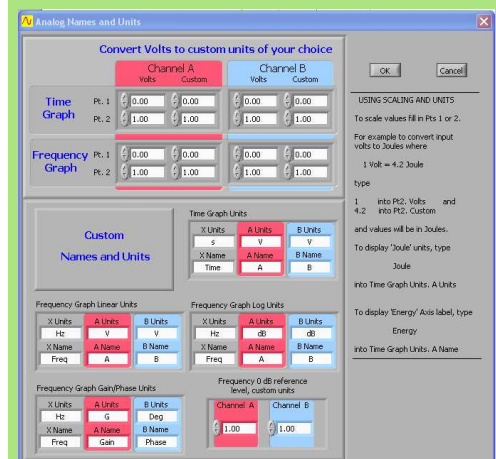 Analog Names and Units
Convert Volts to custom units of your choice
Channel A Channel B
Volts Custom Volts Custom
Time Graph
Pt. 1 0.00 0.00 0.00 0.00
Pt. 2 1.00 1.00 1.00 1.00
Frequency Graph
Pt. 1 0.00 0.00 0.00 0.00
Pt. 2 1.00 1.00 1.00 1.00
Custom
Names and Units
Time Graph Units
X Units A Units B Units
s V V
X Name A Name B Name
Time A B
Frequency Graph Linear Units
X Units A Units B Units
Hz V V
X Name A Name B Name
Freq A B
Frequency Graph Log Units
X Units A Units B Units
Hz dB dB
X Name A Name B Name
Freq A B
Frequency Graph Gain/Phase Units
X Units A Units B Units
Hz G Deg
X Name A Name B Name
Freq Gain Phase
Frequency 0 dB reference
level, custom units
Channel A Channel B
1.00 1.00
OK Cancel
USING SCALING AND UNITS
To scale values fill in Pts 1 or 2.
For example to convert input
volts to Joules where
1 Volt = 4.2 Joule
type
1 into Pt2. Volts and
4.2 into Pt2. Custom
and values will be in Joules.
To display 'Joule' units, type
Joule
into Time Graph Units. A Units
To display 'Energy' Axis label, type
Energy
into Time Graph Units. A Name